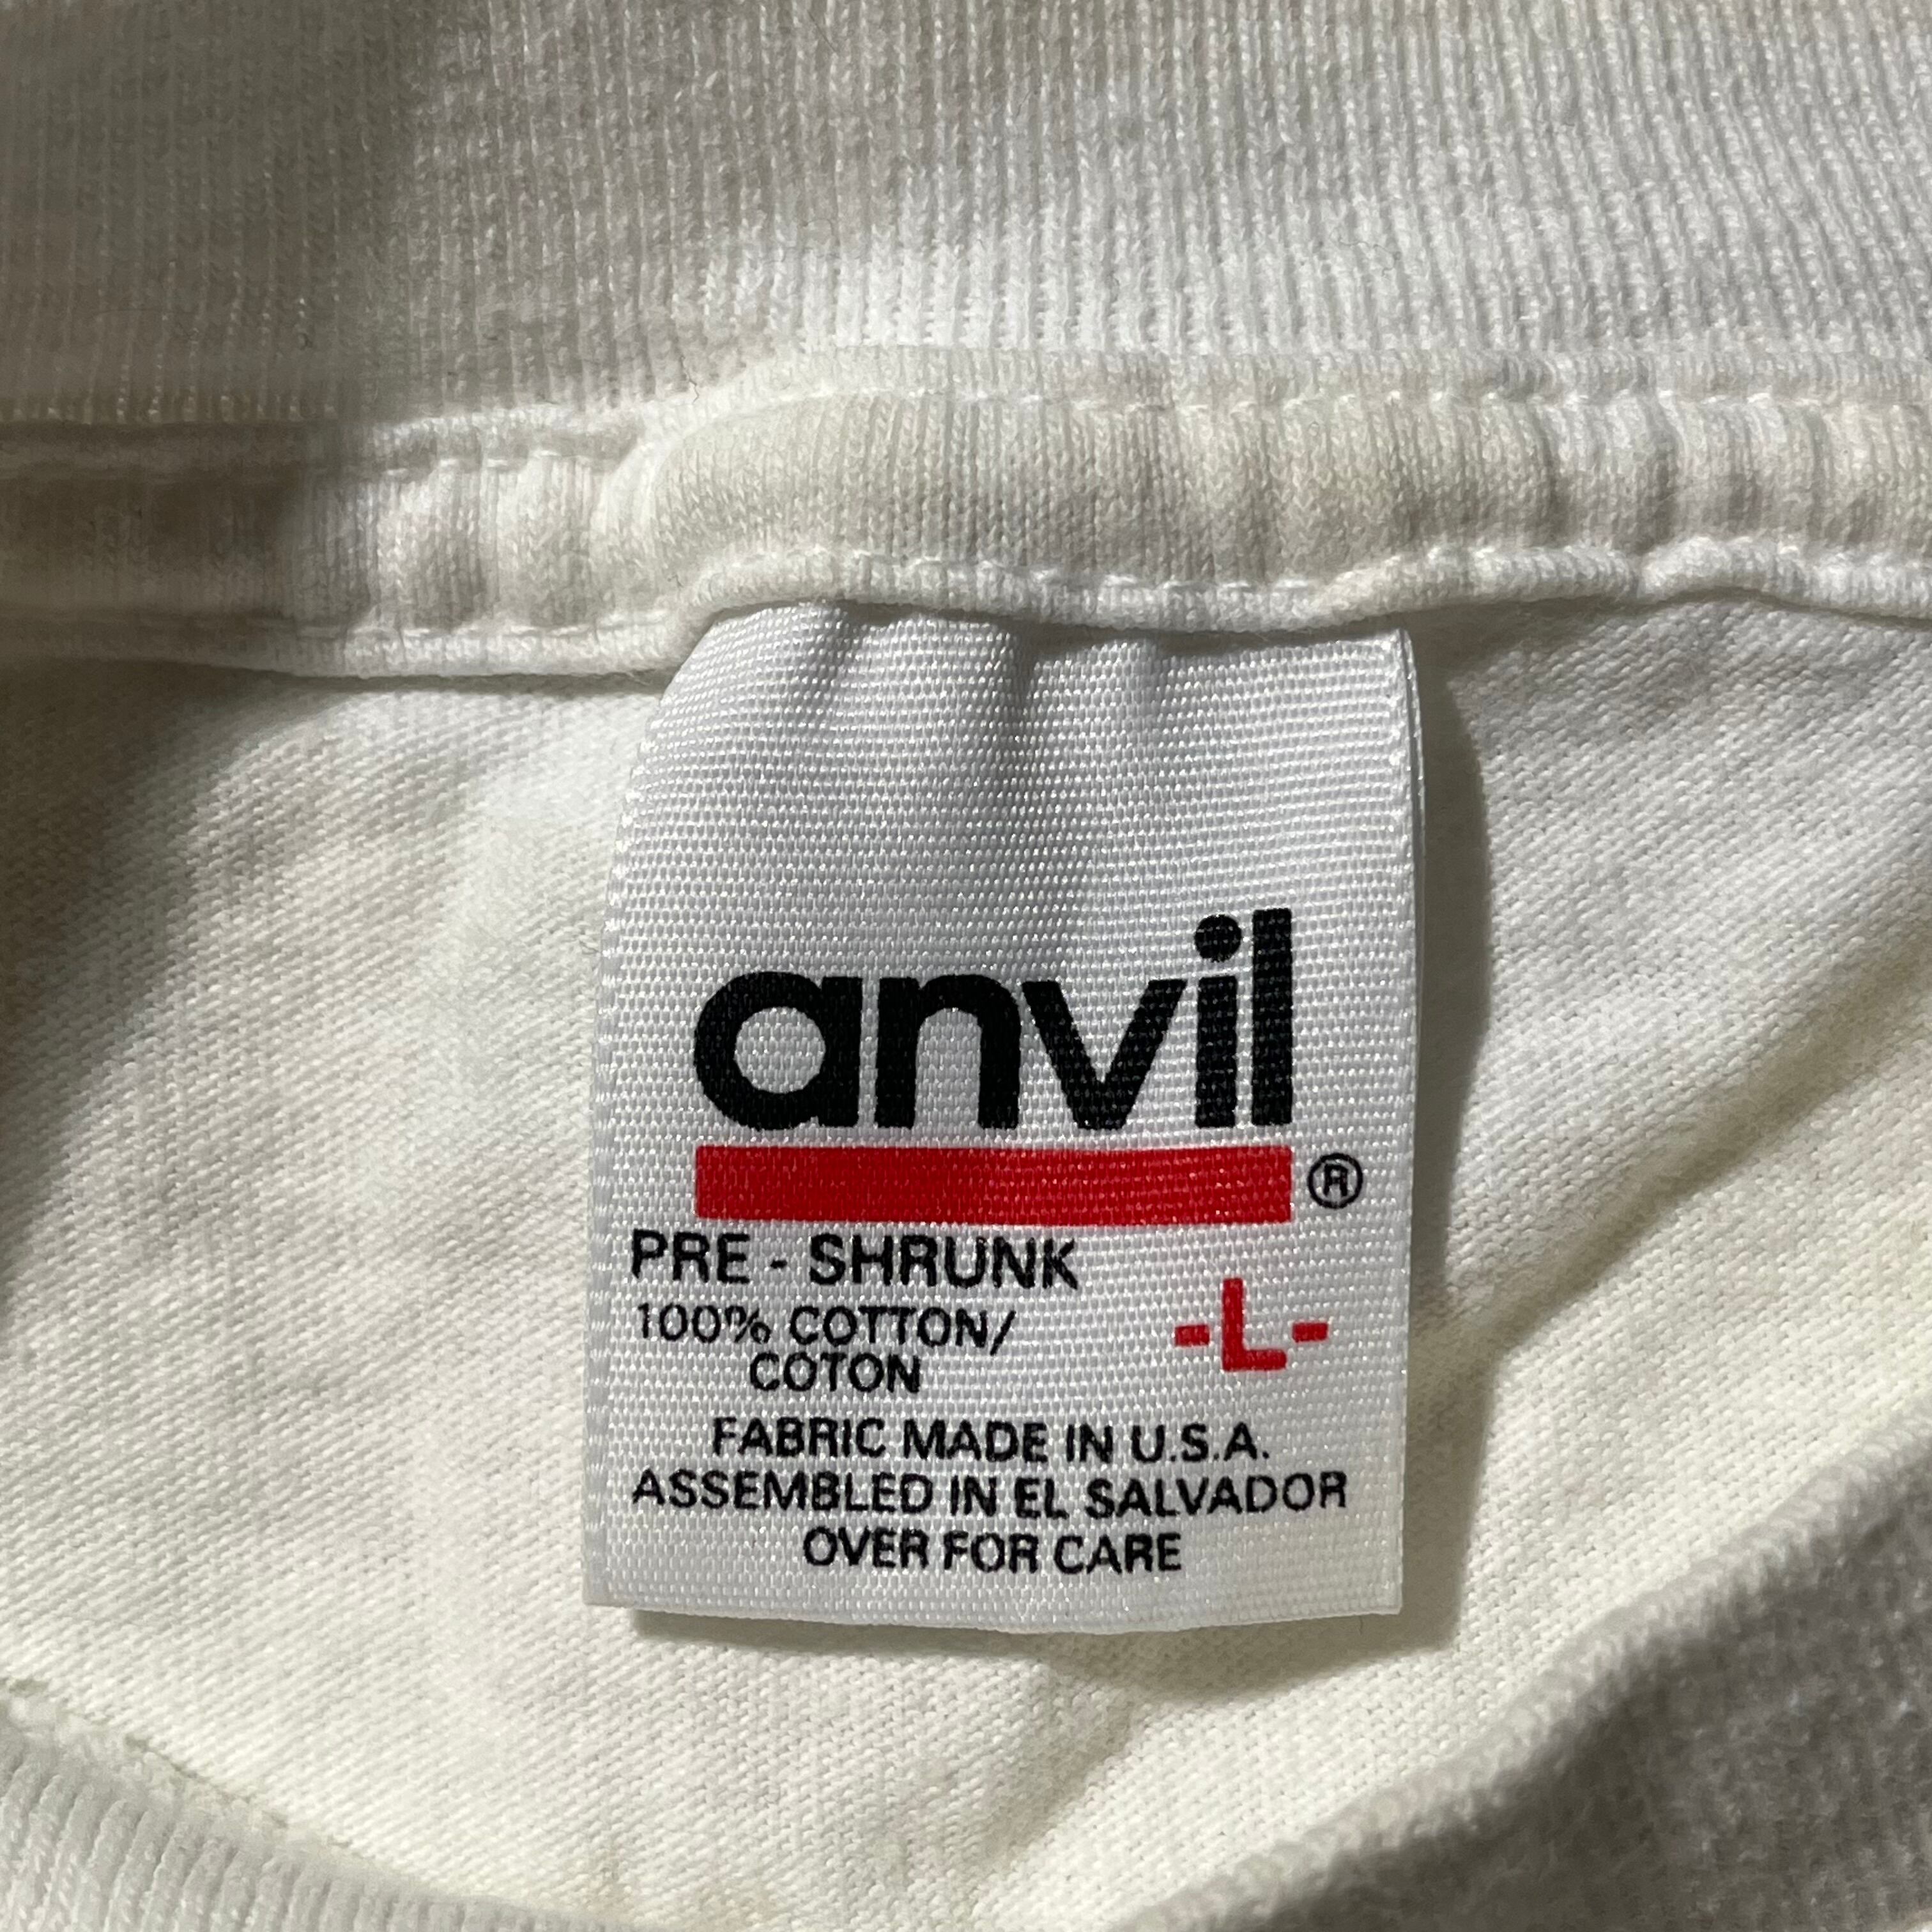 anvil
®
PRE - SHRUNK
100% COTTON/
COTON
-L-
FABRIC MADE IN U.S.A.
ASSEMBLED IN EL SALVADOR
OVER FOR CARE